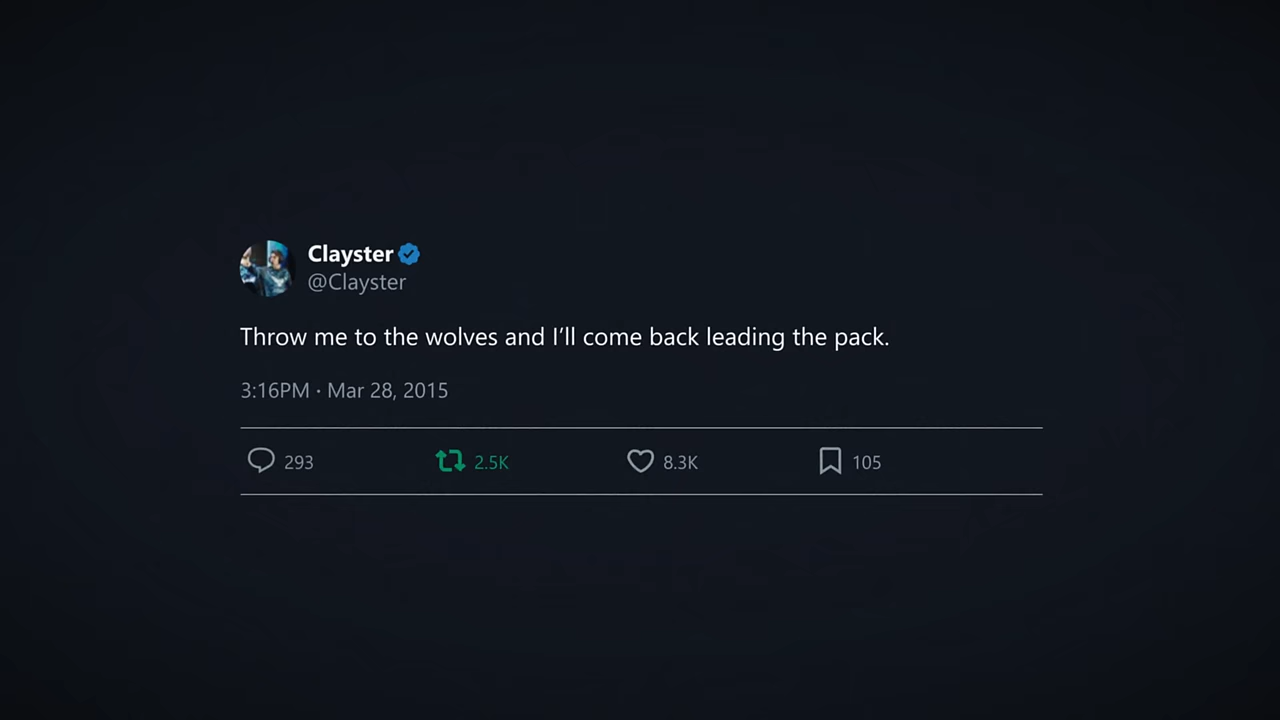 Clayster
@Clayster
Throw me to the wolves and I’ll come back leading the pack.
3:16PM · Mar 28, 2015
293 2.5K 8.3K 105